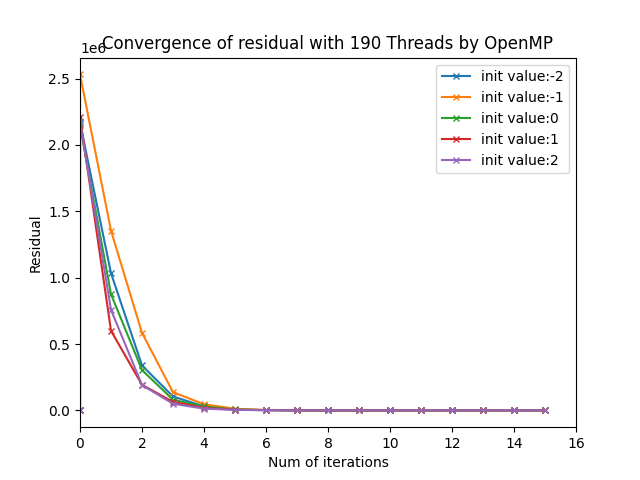 Convergence of residual with 190 Threads by OpenMP
1e6
init value:-2
init value:-1
init value:0
init value:1
init value:2
2.5
2.0
1.5
1.0
0.5
0.0
Residual
0 2 4 6 8 10 12 14 16
Num of iterations